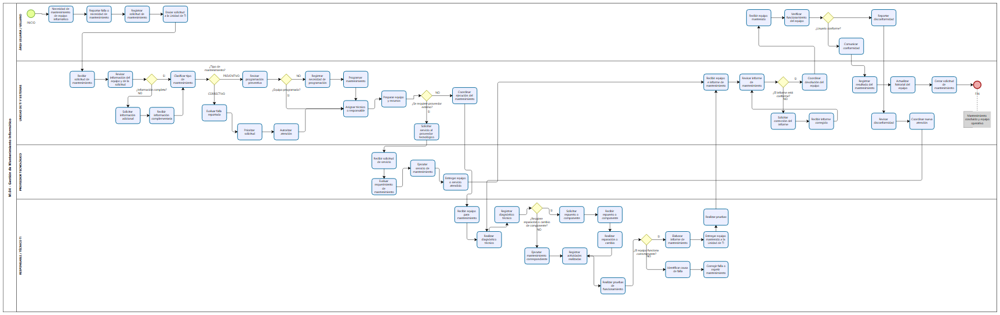 M.04 - Gestión de Mantenimiento Informático
ÁREA USUARIA / USUARIO
INICIO
Necesidad de
mantenimiento
de equipo
informático
Reportar falla o
necesidad de
mantenimiento
Registrar
solicitud de
mantenimiento
Enviar solicitud
a la Unidad de TI
Recibir equipo
mantenido
Verificar
funcionamiento
del equipo
¿Usuario conforme?
Reportar
disconformidad
Comunicar
conformidad
UNIDAD DE TI Y SISTEMAS
Recibir
solicitud de
mantenimiento
Revisar
información del
equipo y de la
solicitud
¿Información completa?
SI
NO
Solicitar
información
adicional
Recibir
información
complementaria
Clasificar tipo
de
mantenimiento
¿Tipo de
mantenimiento?
PREVENTIVO
CORRECTIVO
Evaluar falla
reportada
Priorizar
solicitud
Autorizar
atención
Revisar
programación
preventiva
¿Equipo programado?
NO
SI
Registrar
necesidad de
programación
Programar
mantenimiento
Asignar técnico
o responsable
Preparar equipo
y recursos
¿Se requiere proveedor
externo?
NO
SI
Coordinar
ejecución del
mantenimiento
Solicitar
servicio al
proveedor
tecnológico
Recibir equipo
e informe de
mantenimiento
Revisar informe
de
mantenimiento
¿El informe está
conforme?
SI
NO
Coordinar
devolución del
equipo
Solicitar
corrección del
informe
Recibir informe
corregido
Registrar
resultado del
mantenimiento
Actualizar
historial del
equipo
Cerrar solicitud
de
mantenimiento
FIN
Mantenimiento
concluido y equipo
operativo
Revisar
disconformidad
Coordinar nueva
atención
PROVEEDOR TECNOLÓGICO
Recibir solicitud
de servicio
Evaluar
requerimiento
de
mantenimiento
Ejecutar
servicio de
mantenimiento
Entregar equipo
o servicio
atendido
RESPONSABLE / TÉCNICO TI
Recibir equipo
para
mantenimiento
Realizar
diagnóstico
técnico
Registrar
diagnóstico
técnico
¿Requiere
reparación o cambio
de componente?
SI
NO
Solicitar
repuesto o
componente
Recibir
repuesto o
componente
Realizar
reparación o
cambio
Ejecutar
mantenimiento
correspondiente
Registrar
actividades
realizadas
Realizar pruebas
de
funcionamiento
¿El equipo funciona
correctamente?
SI
NO
Elaborar
informe de
mantenimiento
Entregar equipo
mantenido a la
Unidad de TI
Realizar pruebas
Identificar causa
de falla
Corregir falla o
repetir
mantenimiento